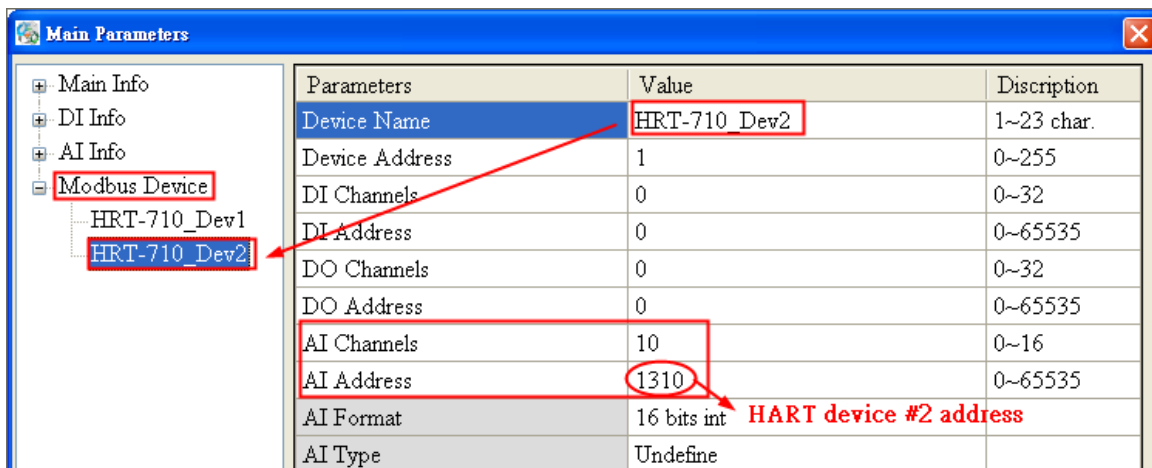 Main Parameters
Main Info
DI Info
AI Info
Modbus Device
HRT-710_Dev1
HRT-710_Dev2
Parameters Value Discription
Device Name HRT-710_Dev2 1~23 char.
Device Address 1 0~255
DI Channels 0 0~32
DI Address 0 0~65535
DO Channels 0 0~32
DO Address 0 0~65535
AI Channels 10 0~16
AI Address 1310 0~65535
AI Format 16 bits int HART device #2 address
AI Type Undefine